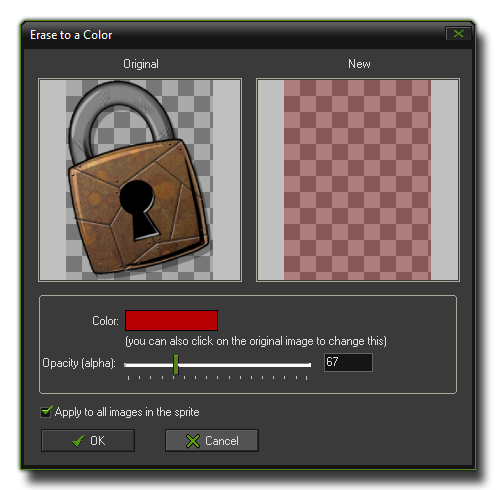 Erase to a Color
Original New
Color:
(you can also click on the original image to change this)
Opacity (alpha): 67
Apply to all images in the sprite
OK Cancel